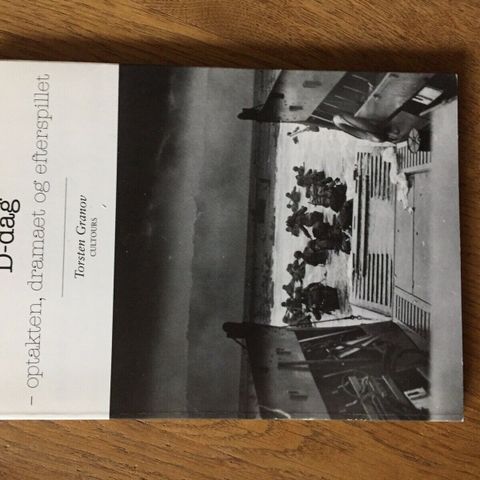 D-dag
– optakten, dramaet og efterspillet
Torsten Granov
CULTOURS